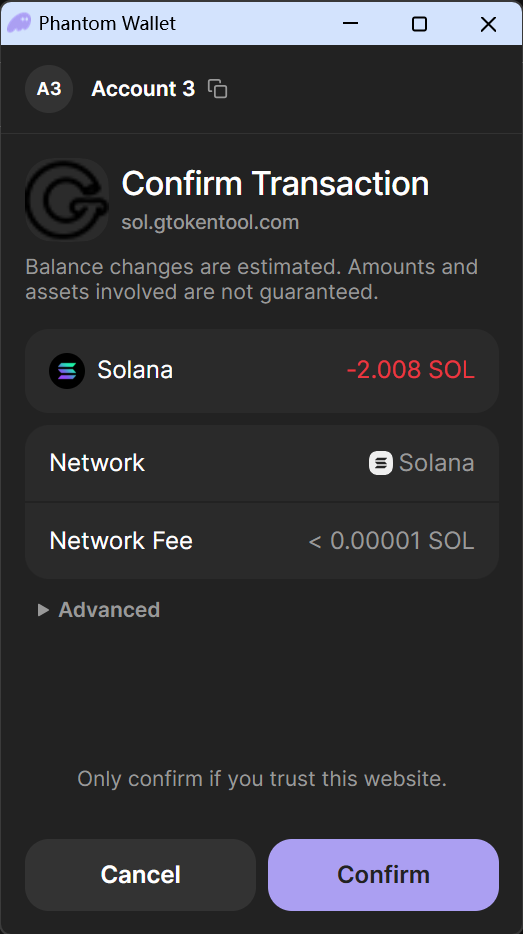 Phantom Wallet
A3 Account 3
Confirm Transaction
sol.gtokentool.com
Balance changes are estimated. Amounts and
assets involved are not guaranteed.
Solana -2.008 SOL
Network Solana
Network Fee < 0.00001 SOL
Advanced
Only confirm if you trust this website.
Cancel Confirm